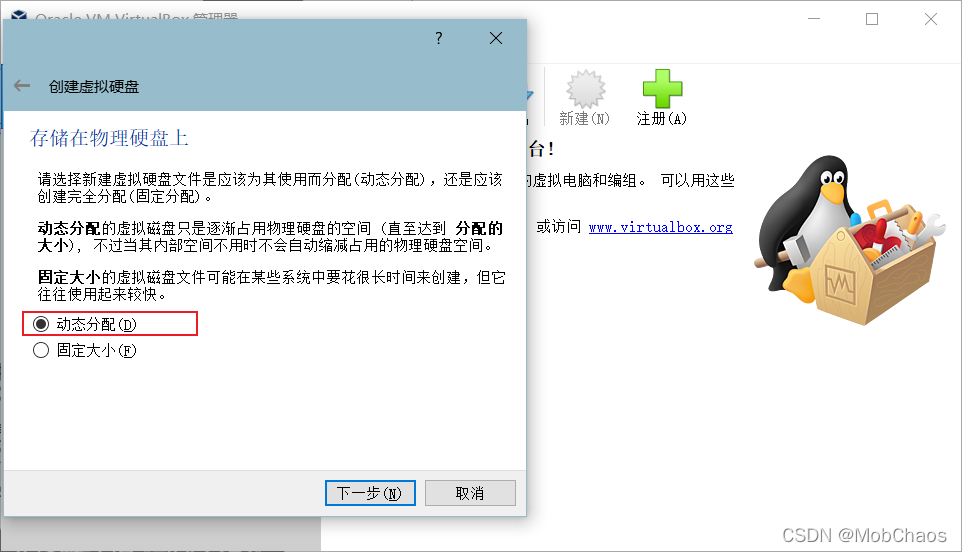 Oracle VM VirtualBox 管理器
?
创建虚拟硬盘
存储在物理硬盘上
请选择新建虚拟硬盘文件是应该为其使用而分配(动态分配)，还是应该
创建完全分配(固定分配)。
动态分配的虚拟磁盘只是逐渐占用物理硬盘的空间 (直至达到 分配的
大小)，不过当其内部空间不用时不会自动缩减占用的物理硬盘空间。
固定大小的虚拟磁盘文件可能在某些系统中要花很长时间来创建，但它
往往使用起来较快。
动态分配(D)
固定大小(F)
下一步(N)
取消
新建(N)
注册(A)
台！
虚拟电脑和编组。 可以用这些
或访问 www.virtualbox.org
CSDN @MobChaos